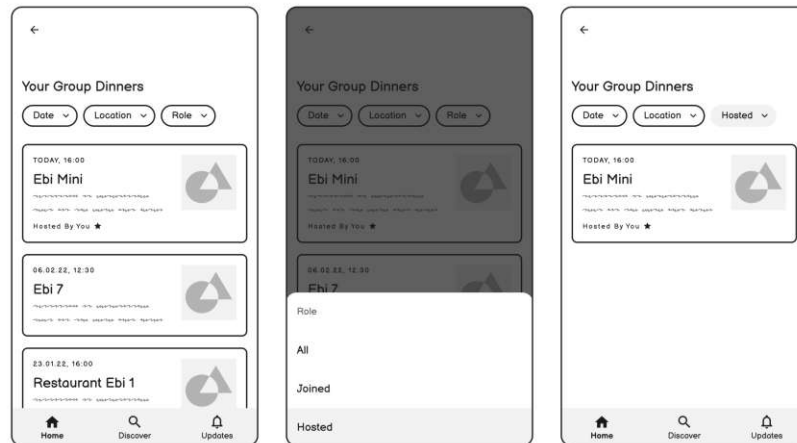 Your Group Dinners
Date Location Role
TODAY, 16:00
Ebi Mini
Hosted By You
06.02.22, 12:30
Ebi 7
23.01.22, 16:00
Restaurant Ebi 1
Home Discover Updates
Your Group Dinners
Date Location Role
TODAY, 16:00
Ebi Mini
Hosted By You
06.02.22, 12:30
Ebi 7
Role
All
Joined
Hosted
Your Group Dinners
Date Location Hosted
TODAY, 16:00
Ebi Mini
Hosted By You
Home Discover Updates